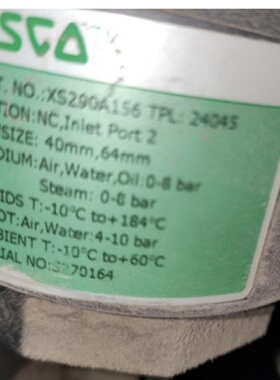 SCO
T. NO.:XS290A156 TPL: 24045
TION:NC,Inlet Port 2
SIZE: 40mm,64mm
DIUM:Air,Water,Oil:0-8 bar
Steam: 0-8 bar
IDS T:-10°C to+184°C
OT:Air,Water:4-10 bar
BIENT T:-10°C to+60°C
IAL NO:S270164